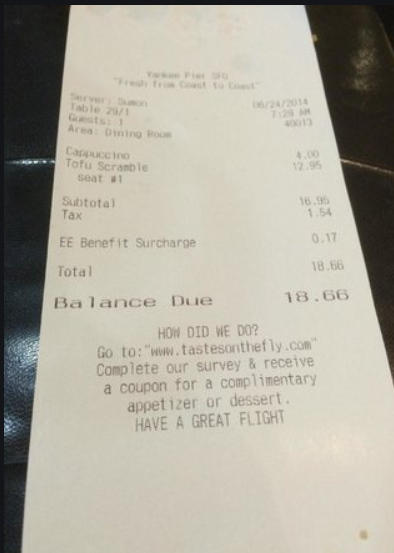 Yankee Pier SFO
"Fresh from Coast to Coast"
Server: Sumon 06/24/2014
Table 29/1 7:29 AM
Guests: 1 40013
Area: Dining Room
Cappuccino 4.00
Tofu Scramble 12.95
seat #1
Subtotal 16.95
Tax 1.54
EE Benefit Surcharge 0.17
Total 18.66
Balance Due 18.66
HOW DID WE DO?
Go to:"www.tastesonthefly.com"
Complete our survey & receive
a coupon for a complimentary
appetizer or dessert.
HAVE A GREAT FLIGHT